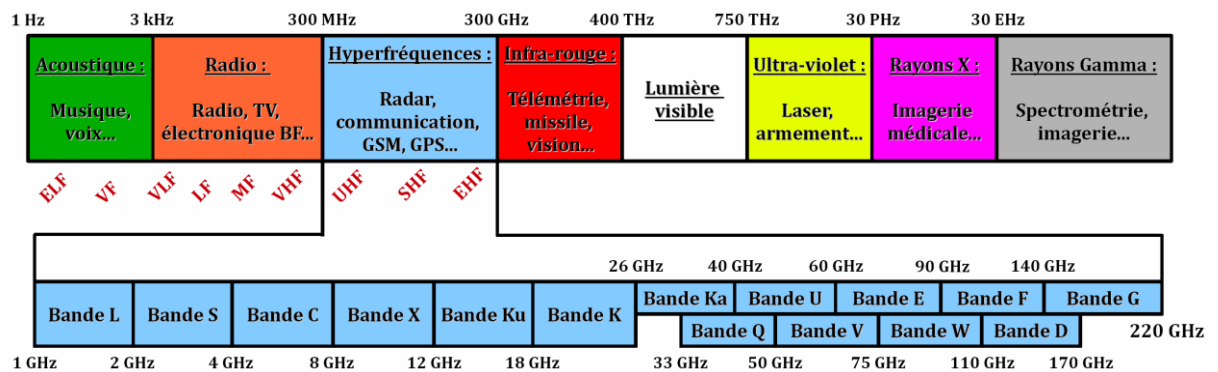 1 Hz 3 kHz 300 MHz 300 GHz 400 THz 750 THz 30 PHz 30 EHz
Acoustique :
Musique,
voix...
Radio :
Radio, TV,
électronique BF...
Hyperfréquences :
Radar,
communication,
GSM, GPS...
Infra-rouge :
Télémétrie,
missile,
vision...
Lumière
visible
Ultra-violet :
Laser,
armement...
Rayons X :
Imagerie
médicale...
Rayons Gamma :
Spectrométrie,
imagerie...
ELF VF VLF LF MF VHF UHF SHF EHF
26 GHz 40 GHz 60 GHz 90 GHz 140 GHz
Bande L Bande S Bande C Bande X Bande Ku Bande K
Bande Ka Bande U Bande E Bande F Bande G
Bande Q Bande V Bande W Bande D 220 GHz
1 GHz 2 GHz 4 GHz 8 GHz 12 GHz 18 GHz 33 GHz 50 GHz 75 GHz 110 GHz 170 GHz